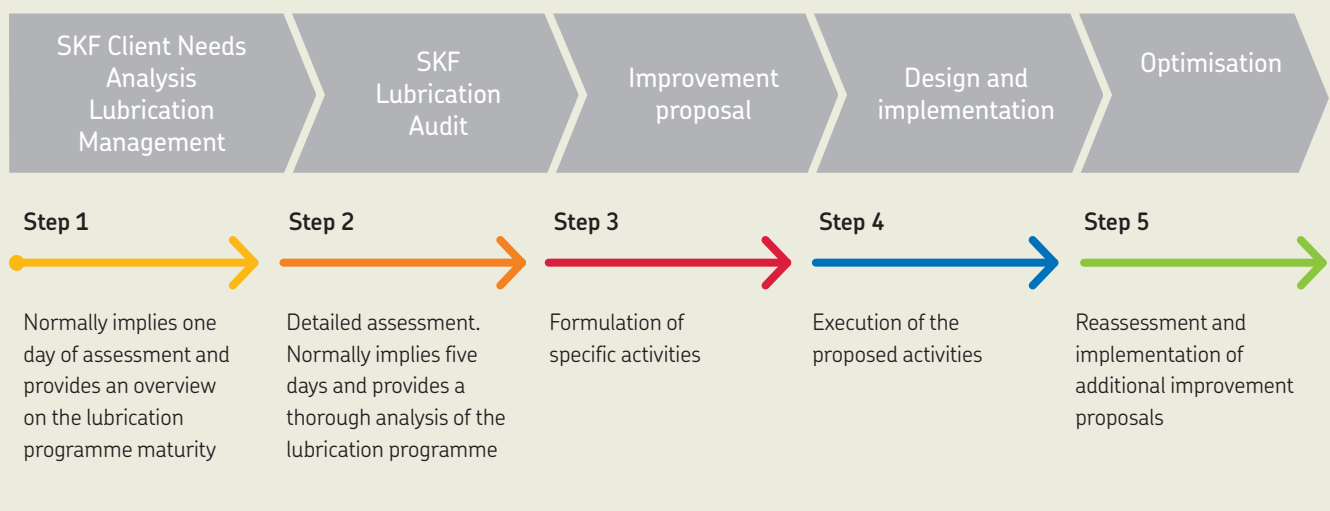 SKF Client Needs
Analysis
Lubrication
Management
SKF
Lubrication
Audit
Improvement
proposal
Design and
implementation
Optimisation
Step 1
Normally implies one
day of assessment and
provides an overview
on the lubrication
programme maturity
Step 2
Detailed assessment.
Normally implies five
days and provides a
thorough analysis of the
lubrication programme
Step 3
Formulation of
specific activities
Step 4
Execution of the
proposed activities
Step 5
Reassessment and
implementation of
additional improvement
proposals